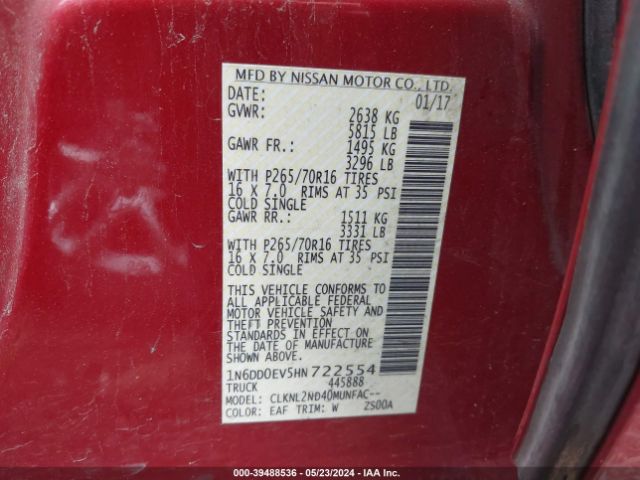 MFD BY NISSAN MOTOR CO., LTD.
DATE: 01/17
GVWR: 2638 KG
5815 LB
GAWR FR.: 1495 KG
3296 LB
WITH P265/70R16 TIRES
16 X 7.0 RIMS AT 35 PSI
COLD SINGLE
GAWR RR.: 1511 KG
3331 LB
WITH P265/70R16 TIRES
16 X 7.0 RIMS AT 35 PSI
COLD SINGLE
THIS VEHICLE CONFORMS TO
ALL APPLICABLE FEDERAL
MOTOR VEHICLE SAFETY AND
THEFT PREVENTION
STANDARDS IN EFFECT ON
THE DATE OF MANUFACTURE
SHOWN ABOVE.
1N6DD0EV5HN722554
TRUCK 445888
MODEL: CLKNL2ND40MUNFAC--
COLOR: EAF TRIM: W ZS00A
000-39488536 - 05/23/2024 - IAA Inc.